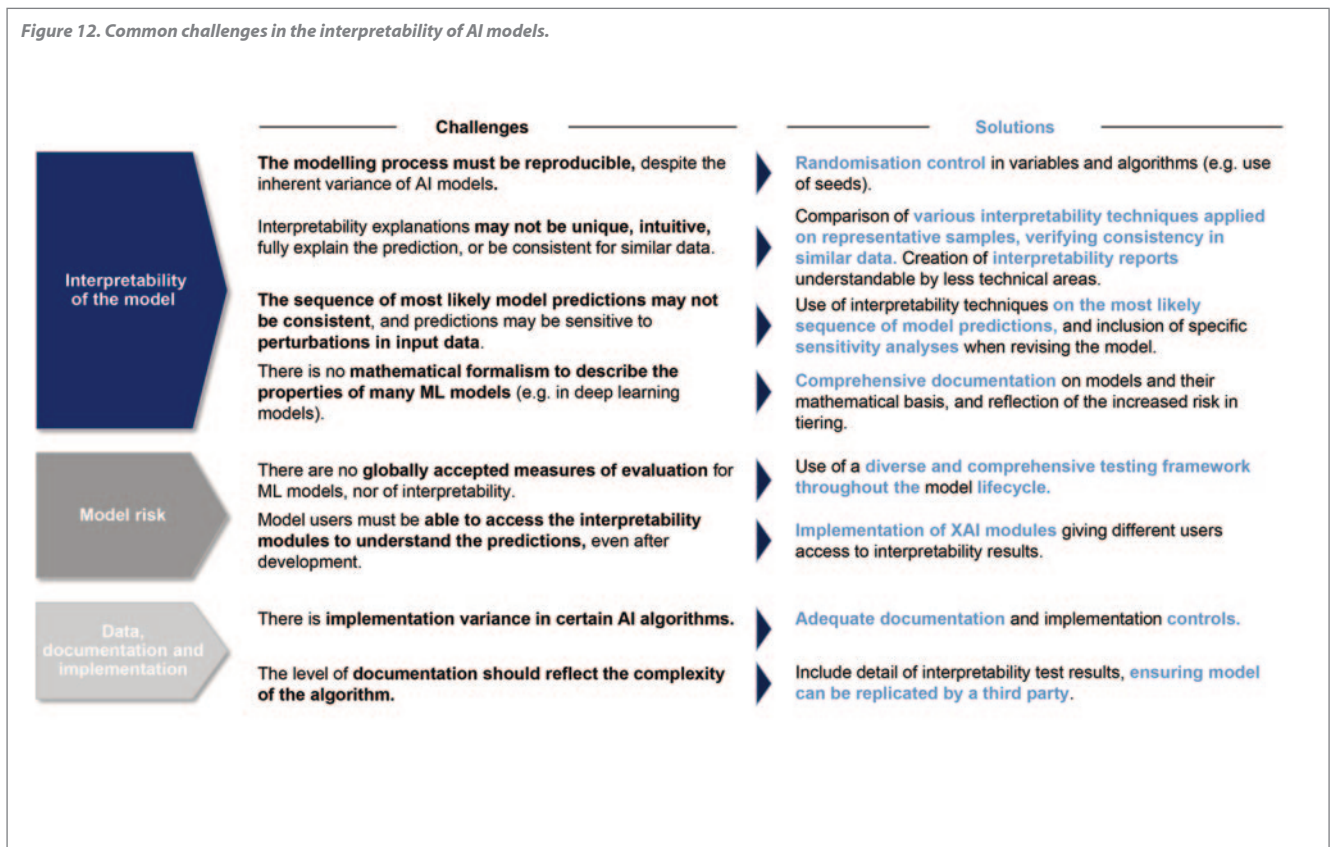 Figure 12. Common challenges in the interpretability of AI models.
Challenges
Solutions
Interpretability
of the model
The modelling process must be reproducible, despite the
inherent variance of AI models.
Randomisation control in variables and algorithms (e.g. use
of seeds).
Interpretability explanations may not be unique, intuitive,
fully explain the prediction, or be consistent for similar data.
Comparison of various interpretability techniques applied
on representative samples, verifying consistency in
similar data. Creation of interpretability reports
understandable by less technical areas.
The sequence of most likely model predictions may not
be consistent, and predictions may be sensitive to
perturbations in input data.
Use of interpretability techniques on the most likely
sequence of model predictions, and inclusion of specific
sensitivity analyses when revising the model.
There is no mathematical formalism to describe the
properties of many ML models (e.g. in deep learning
models).
Comprehensive documentation on models and their
mathematical basis, and reflection of the increased risk in
tiering.
Model risk
There are no globally accepted measures of evaluation for
ML models, nor of interpretability.
Use of a diverse and comprehensive testing framework
throughout the model lifecycle.
Model users must be able to access the interpretability
modules to understand the predictions, even after
development.
Implementation of XAI modules giving different users
access to interpretability results.
Data,
documentation and
implementation
There is implementation variance in certain AI algorithms.
Adequate documentation and implementation controls.
The level of documentation should reflect the complexity
of the algorithm.
Include detail of interpretability test results, ensuring model
can be replicated by a third party.